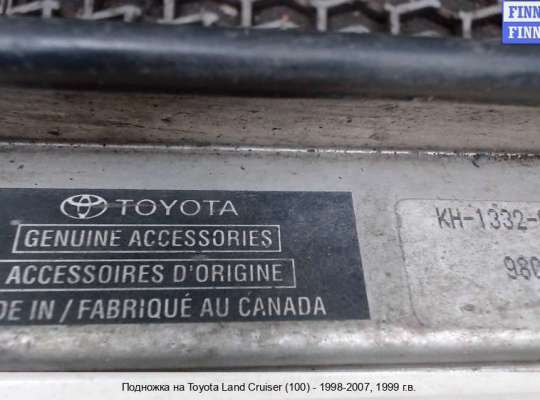 FINN
FINN
TOYOTA
GENUINE ACCESSORIES
ACCESSOIRES D'ORIGINE
DE IN / FABRIQUÉ AU CANADA
KH-1332-
980
Подножка на Toyota Land Cruiser (100) - 1998-2007, 1999 г.в.